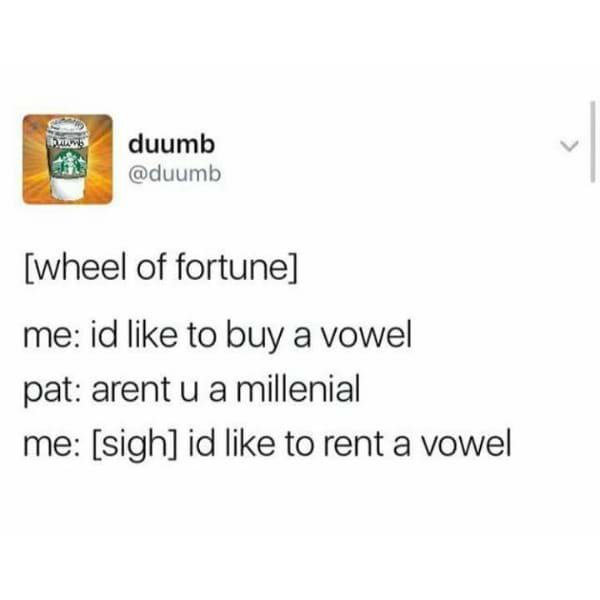 duumb
@duumb
[wheel of fortune]
me: id like to buy a vowel
pat: arent u a millenial
me: [sigh] id like to rent a vowel